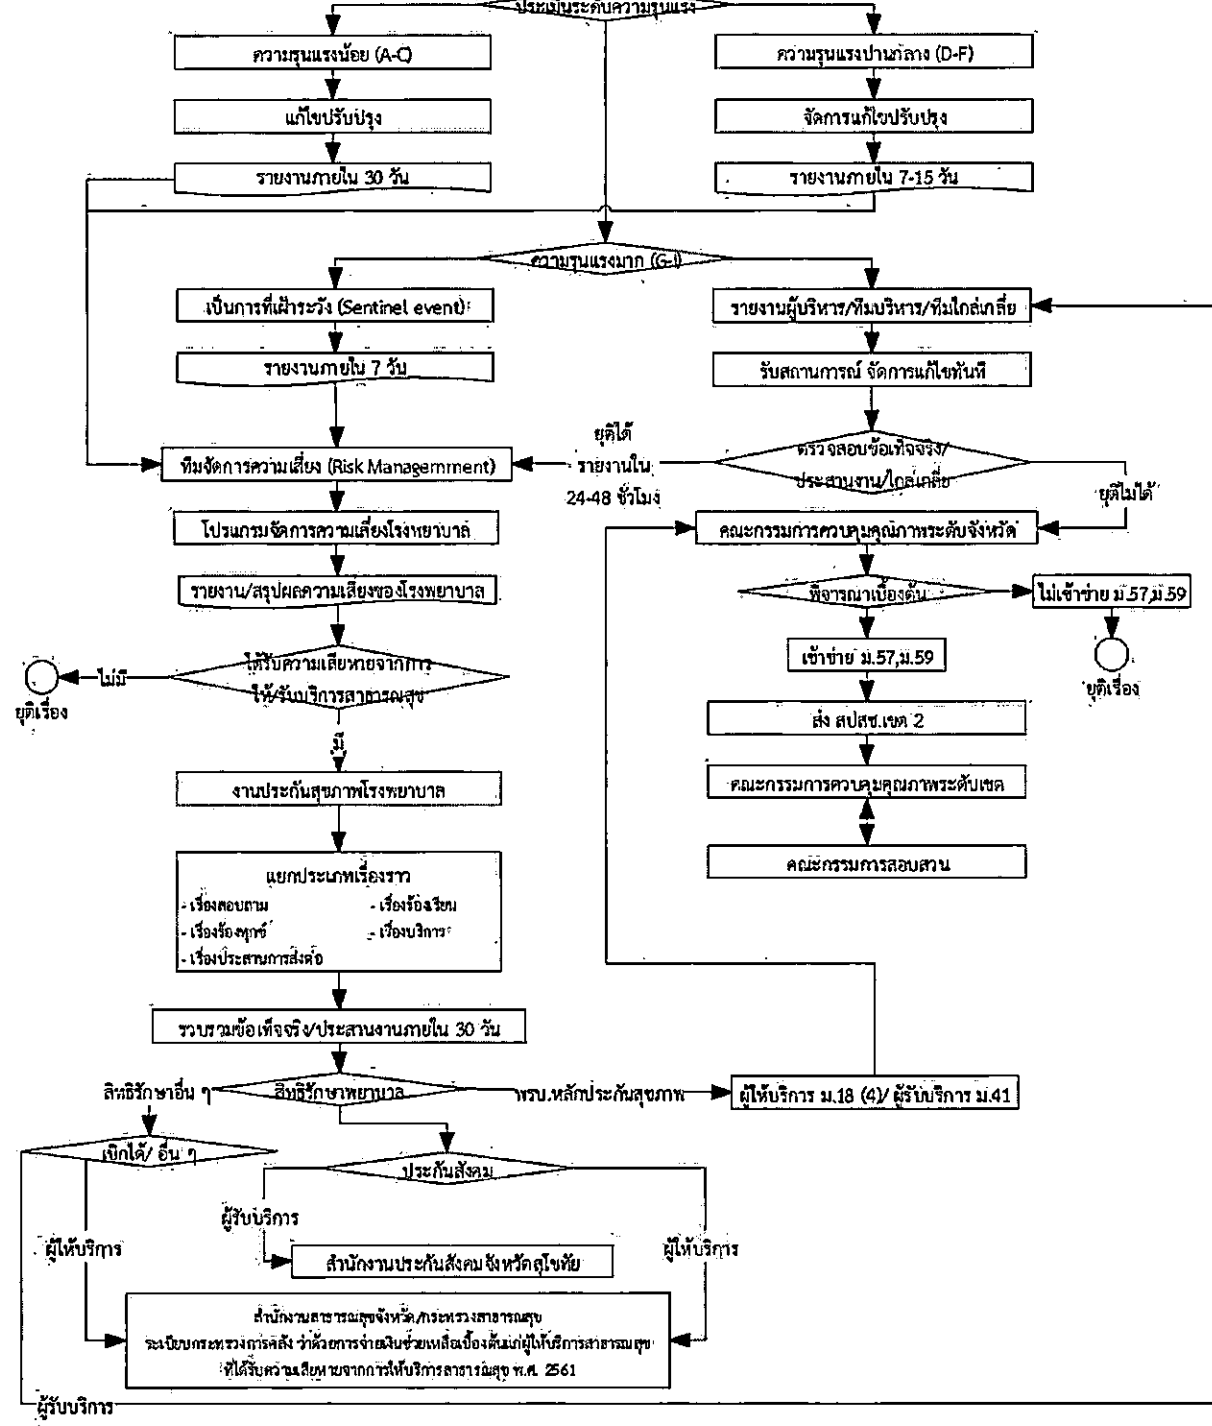 ประเมินระดับความรุนแรง
ความรุนแรงน้อย (A-C)
ความรุนแรงปานกลาง (D-F)
แก้ไขปรับปรุง
จัดการแก้ไขปรับปรุง
รายงานภายใน 30 วัน
รายงานภายใน 7-15 วัน
ความรุนแรงมาก (G-I)
เป็นการที่เฝ้าระวัง (Sentinel event)
รายงานผู้บริหาร/ทีมบริหาร/ทีมไกล่เกลี่ย
รายงานภายใน 7 วัน
รับสถานการณ์ จัดการแก้ไขทันที
ยุติได้
รายงานใน
24-48 ชั่วโมง
ตรวจสอบข้อเท็จจริง/
ประสานงาน/ไกล่เกลี่ย
ยุติไม่ได้
ทีมจัดการความเสี่ยง (Risk Managernment)
โปรแกรมจัดการความเสี่ยงโรงพยาบาล
คณะกรรมการควบคุมคุณภาพระดับจังหวัด
รายงาน/สรุปผลความเสี่ยงของโรงพยาบาล
พิจารณาเบื้องต้น
ไม่เข้าข่าย ม.57,ม.59
ได้รับความเสียหายจากการ
ให้/รับบริการสาธารณสุข
ไม่มี
ยุติเรื่อง
เข้าข่าย ม.57,ม.59
ยุติเรื่อง
ส่ง สปสช.เขต 2
มี
งานประกันสุขภาพโรงพยาบาล
คณะกรรมการควบคุมคุณภาพระดับเขต
คณะกรรมการสอบสวน
แยกประเภทเรื่องราว
- เรื่องสอบถาม
- เรื่องร้องเรียน
- เรื่องร้องทุกข์
- เรื่องบริการ
- เรื่องประสานการส่งต่อ
รวบรวมข้อเท็จจริง/ประสานงานภายใน 30 วัน
สิทธิรักษาอื่น ๆ
สิทธิรักษาพยาบาล
พรบ.หลักประกันสุขภาพ
ผู้ให้บริการ ม.18 (4)/ ผู้รับบริการ ม.41
เบิกได้/ อื่น ๆ
ประกันสังคม
ผู้รับบริการ
ผู้ให้บริการ
ผู้ให้บริการ
สำนักงานประกันสังคมจังหวัดสุโขทัย
สำนักงานสาธารณสุขจังหวัด/กระทรวงสาธารณสุข
ระเบียบกระทรวงการคลัง ว่าด้วยการจ่ายเงินช่วยเหลือเบื้องต้นแก่ผู้ให้บริการสาธารณสุข
ที่ได้รับความเสียหายจากการให้บริการสาธารณสุข พ.ศ. 2561
ผู้รับบริการ